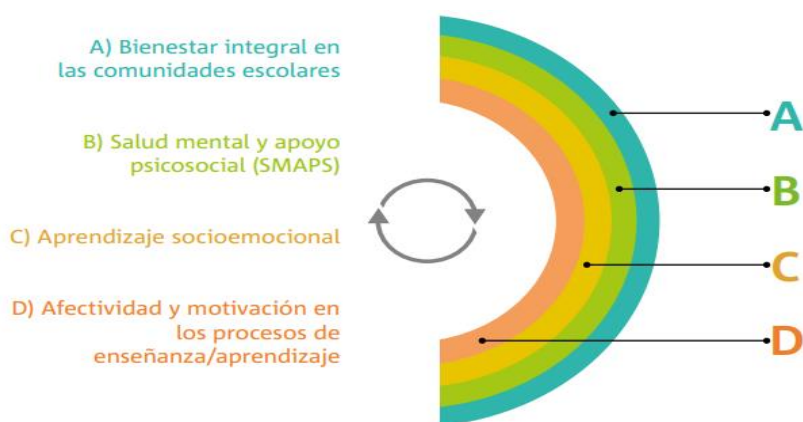 A) Bienestar integral en
las comunidades escolares
B) Salud mental y apoyo
psicosocial (SMAPS)
C) Aprendizaje socioemocional
D) Afectividad y motivación en
los procesos de
enseñanza/aprendizaje
A
B
C
D